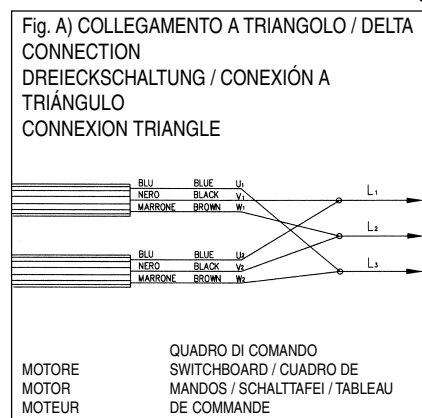 Fig. A) COLLEGAMENTO A TRIANGOLO / DELTA
CONNECTION
DREIECKSCHALTUNG / CONEXIÓN A
TRIÁNGULO
CONNEXION TRIANGLE
BLU BLUE U1
NERO BLACK V1 L1
MARRONE BROWN W1
L2
BLU BLUE U2
NERO BLACK V2 L3
MARRONE BROWN W2
QUADRO DI COMANDO
MOTORE SWITCHBOARD / CUADRO DE
MOTOR MANDOS / SCHALTTAFEI / TABLEAU
MOTEUR DE COMMANDE